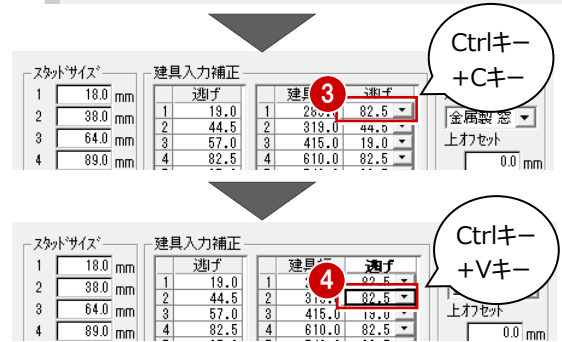 Ctrlキー
+Cキー
スタッドサイズ 建具入力補正
逃げ 建具 3 逃げ
1 18.0 mm 1 19.0 1 82.5
2 38.0 mm 2 44.5 2 319.0 44.5 金属製 窓
3 64.0 mm 3 57.0 3 415.0 19.0 上オフセット
4 89.0 mm 4 82.5 4 610.0 82.5 0.0 mm
Ctrlキー
+Vキー
スタッドサイズ 建具入力補正
逃げ 建具 4 逃げ
1 18.0 mm 1 19.0 1 82.5
2 38.0 mm 2 44.5 2 82.5
3 64.0 mm 3 57.0 3 415.0 19.0 上オフセット
4 89.0 mm 4 82.5 4 610.0 82.5 0.0 mm